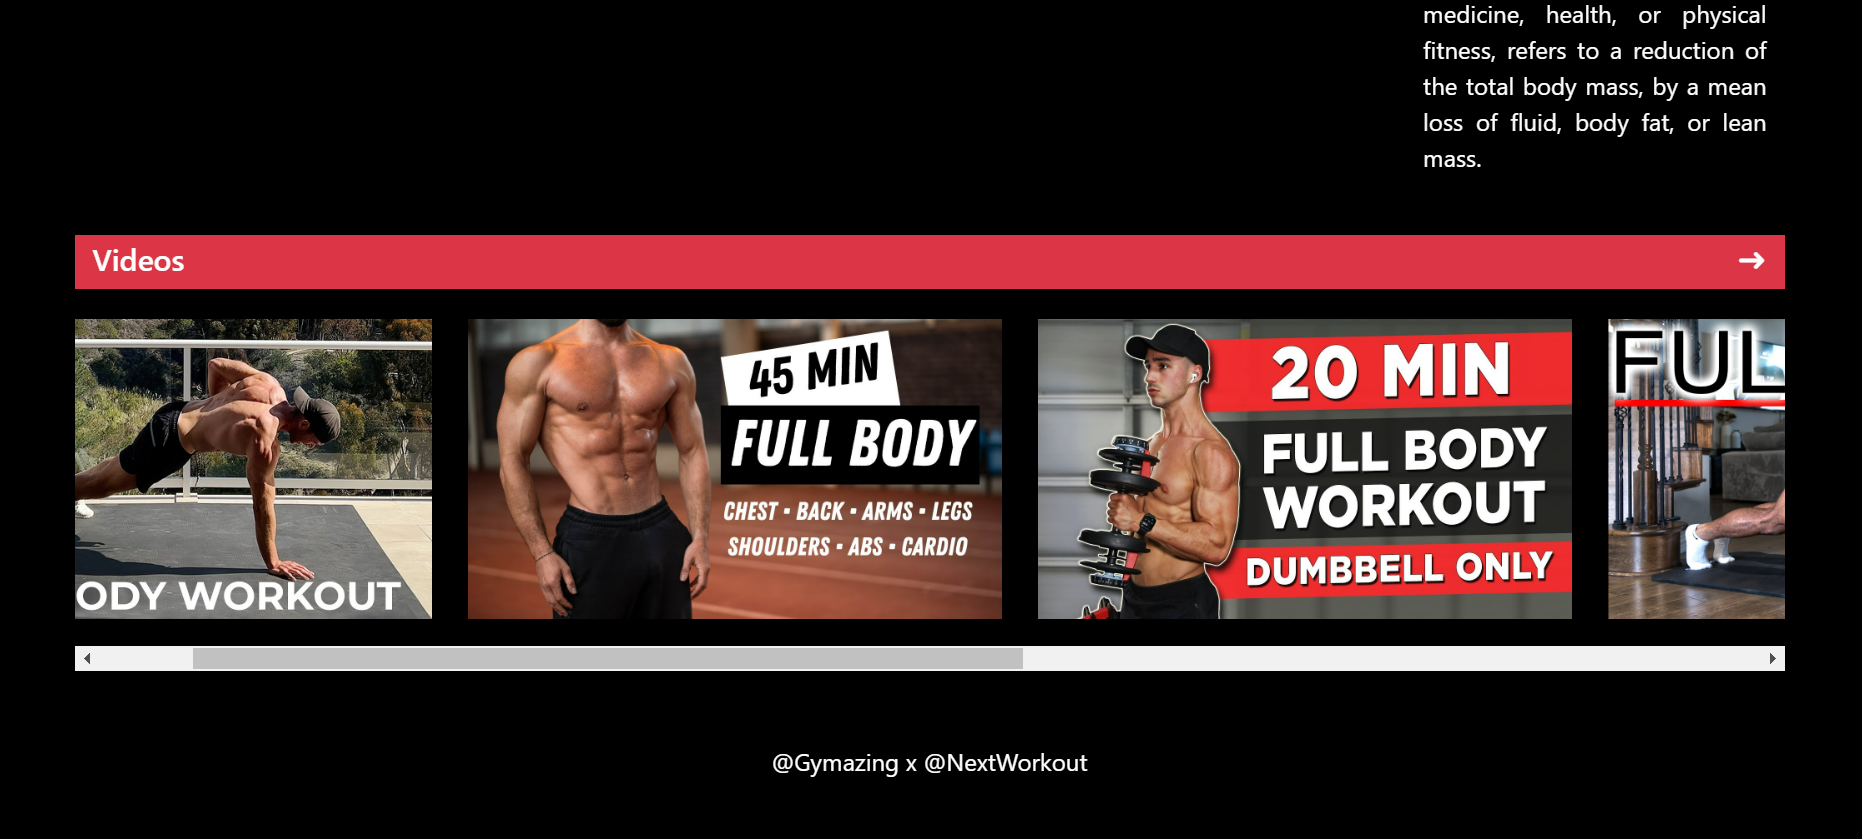 medicine, health, or physical
fitness, refers to a reduction of
the total body mass, by a mean
loss of fluid, body fat, or lean
mass.
Videos
ODY WORKOUT
45 MIN
FULL BODY
CHEST • BACK • ARMS • LEGS
SHOULDERS • ABS • CARDIO
20 MIN
FULL BODY
WORKOUT
DUMBBELL ONLY
FUL
@Gymazing x @NextWorkout